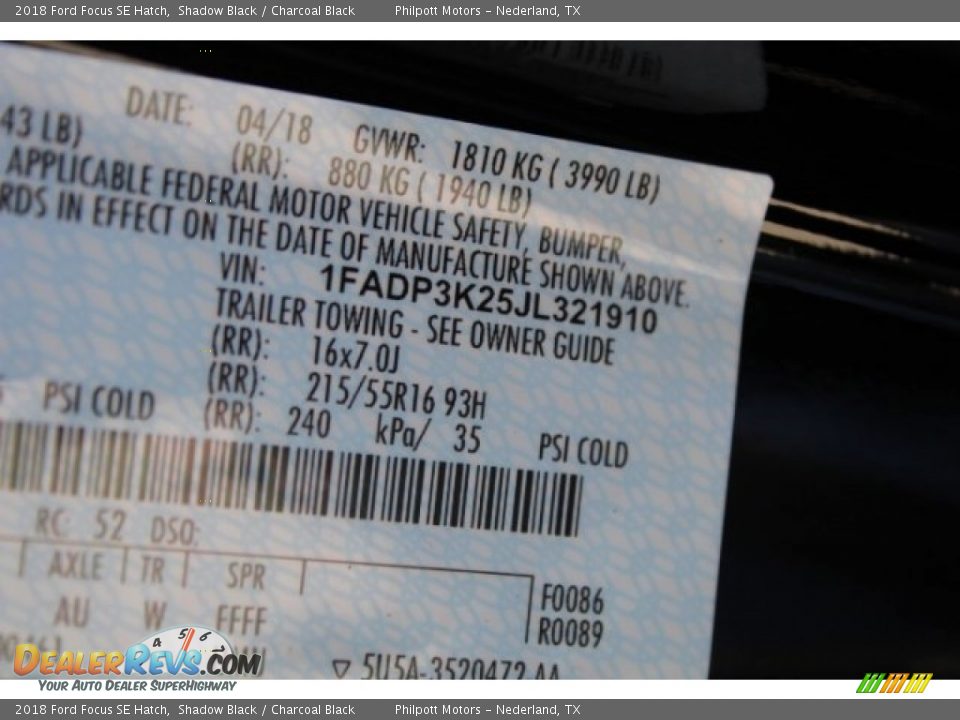 2018 Ford Focus SE Hatch, Shadow Black / Charcoal Black Philpott Motors - Nederland, TX
DATE: 04/18 GVWR: 1810 KG ( 3990 LB)
43 LB) (RR): 880 KG ( 1940 LB)
APPLICABLE FEDERAL MOTOR VEHICLE SAFETY, BUMPER,
RDS IN EFFECT ON THE DATE OF MANUFACTURE SHOWN ABOVE.
VIN: 1FADP3K25JL321910
TRAILER TOWING - SEE OWNER GUIDE
(RR): 16x7.0J
(RR): 215/55R16 93H
PSI COLD (RR): 240 kPa/ 35 PSI COLD
RC: 52 DSO:
AXLE TR SPR
AU W FFFF
F0086
R0089
5U5A-3520472 AA
4 5 6
DEALERREVS.COM
YOUR AUTO DEALER SUPERHIGHWAY
2018 Ford Focus SE Hatch, Shadow Black / Charcoal Black Philpott Motors - Nederland, TX